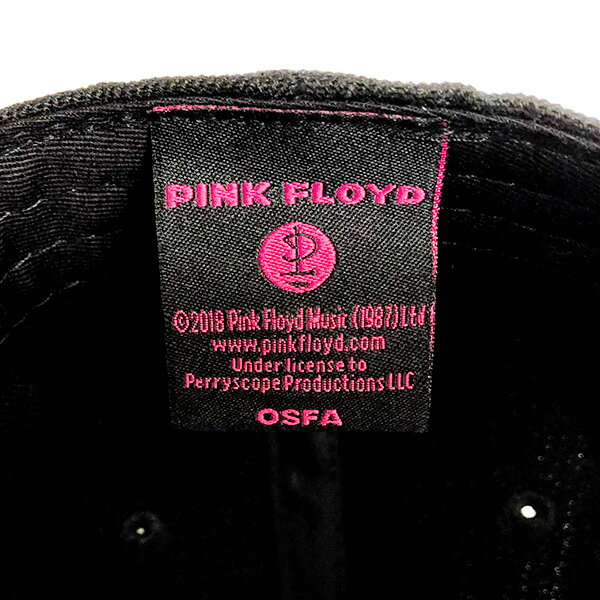 PINK FLOYD
©2018 Pink Floyd Music (1987) Ltd
www.pinkfloyd.com
Under license to
Perryscope Productions LLC
OSFA